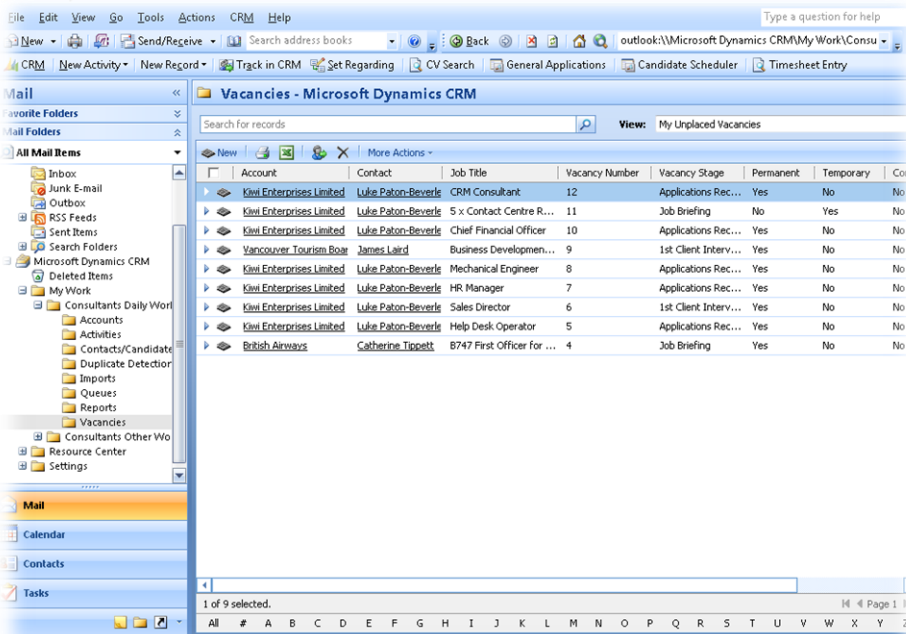 File Edit View Go Tools Actions CRM Help Type a question for help
New Send/Receive Search address books Back outlook:\\Microsoft Dynamics CRM\My Work\Consu
CRM New Activity New Record Track in CRM Set Regarding CV Search General Applications Candidate Scheduler Timesheet Entry
Mail «
Favorite Folders
Mail Folders
All Mail Items
Inbox
Junk E-mail
Outbox
RSS Feeds
Sent Items
Search Folders
Microsoft Dynamics CRM
Deleted Items
My Work
Consultants Daily Worl
Accounts
Activities
Contacts/Candidate
Duplicate Detection
Imports
Queues
Reports
Vacancies
Consultants Other Wo
Resource Center
Settings
Mail
Calendar
Contacts
Tasks
Vacancies - Microsoft Dynamics CRM
Search for records View: My Unplaced Vacancies
New More Actions
Account Contact Job Title Vacancy Number Vacancy Stage Permanent Temporary Co
Kiwi Enterprises Limited Luke Paton-Beverle CRM Consultant 12 Applications Rec... Yes No No
Kiwi Enterprises Limited Luke Paton-Beverle 5 x Contact Centre R... 11 Job Briefing No Yes No
Kiwi Enterprises Limited Luke Paton-Beverle Chief Financial Officer 10 Applications Rec... Yes No No
Vancouver Tourism Boar James Laird Business Developmen... 9 1st Client Interv... Yes No No
Kiwi Enterprises Limited Luke Paton-Beverle Mechanical Engineer 8 Applications Rec... Yes No No
Kiwi Enterprises Limited Luke Paton-Beverle HR Manager 7 Applications Rec... Yes No No
Kiwi Enterprises Limited Luke Paton-Beverle Sales Director 6 1st Client Interv... Yes No No
Kiwi Enterprises Limited Luke Paton-Beverle Help Desk Operator 5 Applications Rec... Yes No No
British Airways Catherine Tippett B747 First Officer for ... 4 Job Briefing Yes No No
1 of 9 selected. Page 1
All # A B C D E F G H I J K L M N O P Q R S T U V W X Y Z